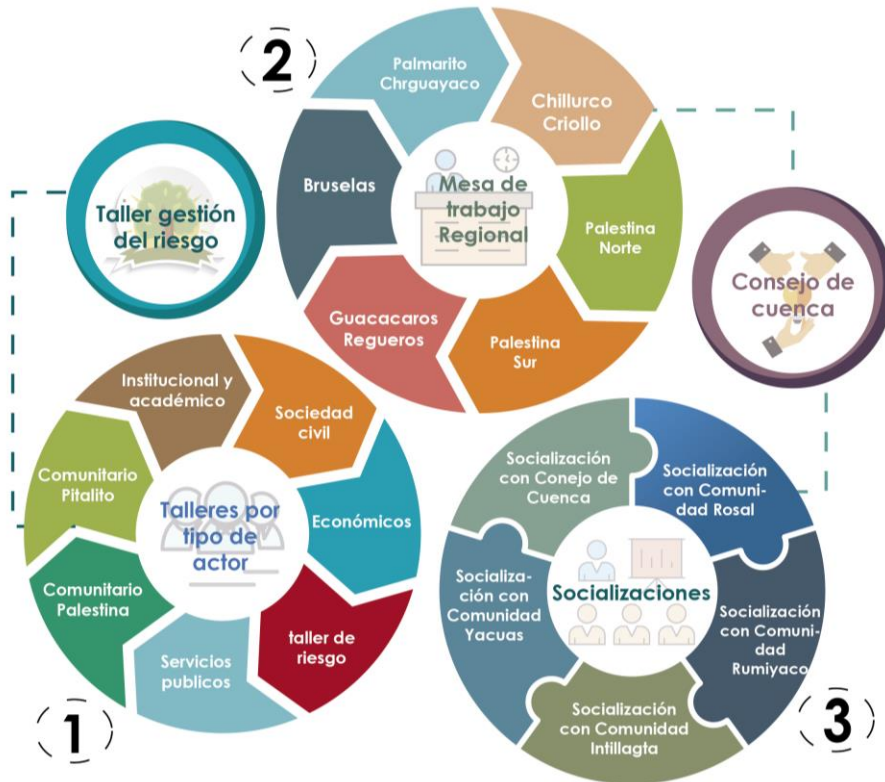 2
Palmarito
Chrguayaco
Chillurco
Criollo
Bruselas
Mesa de
trabajo
Regional
Palestina
Norte
Guacacaros
Regueros
Palestina
Sur
Taller gestión
del riesgo
Consejo de
cuenca
Institucional y
académico
Sociedad
civil
Comunitario
Pitalito
Talleres por
tipo de
actor
Económicos
Comunitario
Palestina
Servicios
publicos
taller de
riesgo
1
Socialización
con Conejo de
Cuenca
Socialización
con Comuni-
dad Rosal
Socializa-
ción con
Comunidad
Yacuas
Socializaciones
Socialización
con Comuni-
dad
Rumiyaco
Socialización
con Comunidad
Intillagta
3